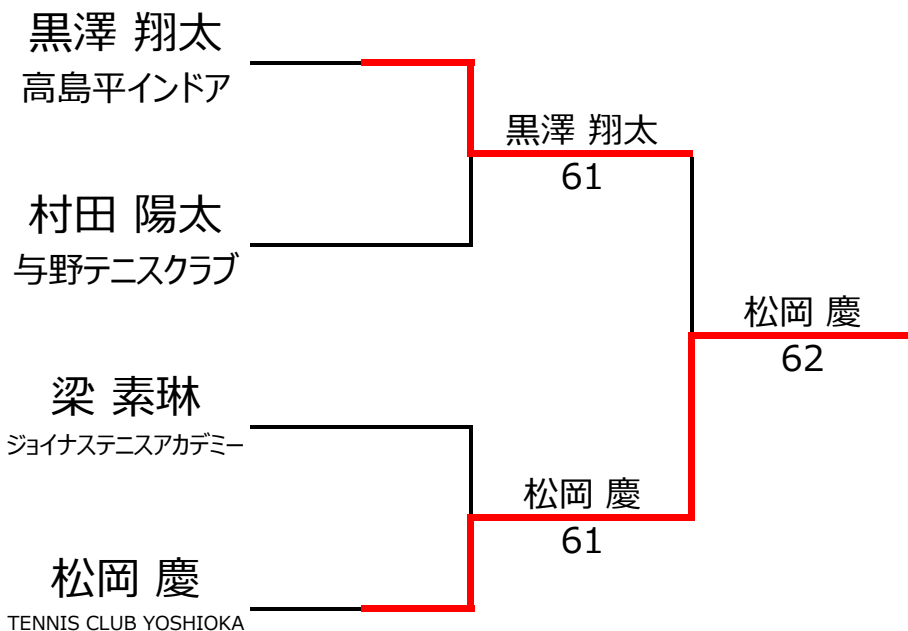 黒澤 翔太
高島平インドア
黒澤 翔太
61
村田 陽太
与野テニスクラブ
松岡 慶
62
梁 素琳
ジョイナステニスアカデミー
松岡 慶
61
松岡 慶
TENNIS CLUB YOSHIOKA